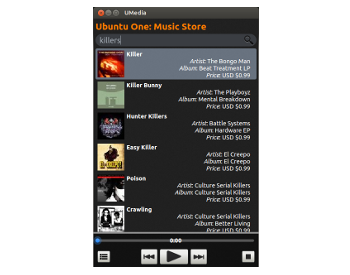 UMedia
Ubuntu One: Music Store
killers
Killer
Artist: The Bongo Man
Album: Beat Treatment LP
Price: USD $0.99
Killer Bunny
Artist: The Playboyz
Album: Mental Breakdown
Price: USD $0.99
Hunter Killers
Artist: Battle Systems
Album: Hardware EP
Price: USD $0.99
Easy Killer
Artist: El Creepo
Album: El Creepo
Price: USD $0.99
Poison
Artist: Culture Serial Killers
Album: Culture Serial Killers
Price: USD $0.99
Crawling
Artist: Culture Serial Killers
Album: Better Living
Price: USD $0.99
0:00